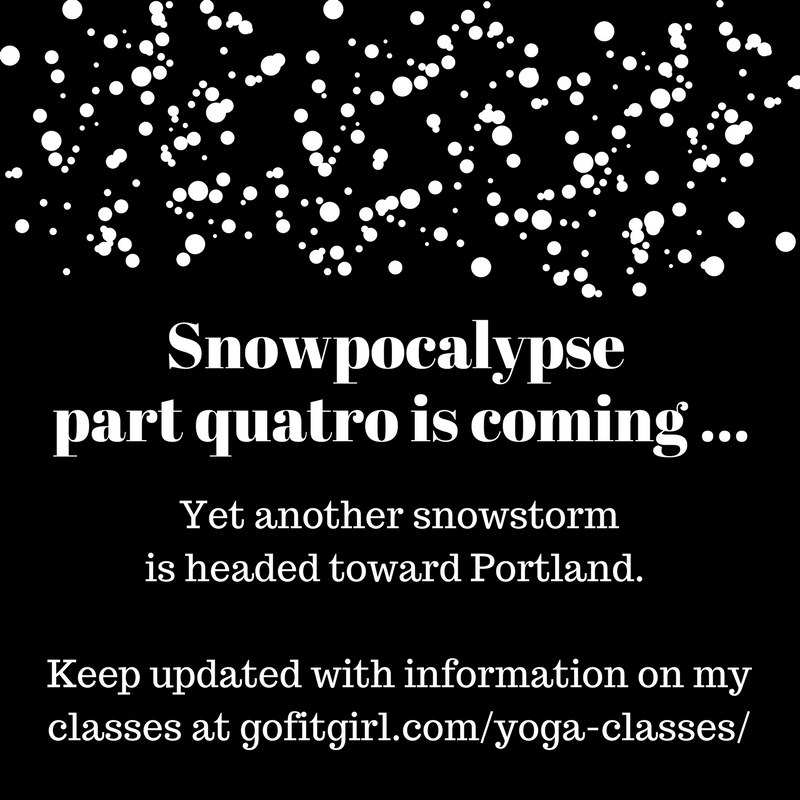 Snowpocalypse
part quatro is coming ...
Yet another snowstorm
is headed toward Portland.
Keep updated with information on my
classes at gofitgirl.com/yoga-classes/